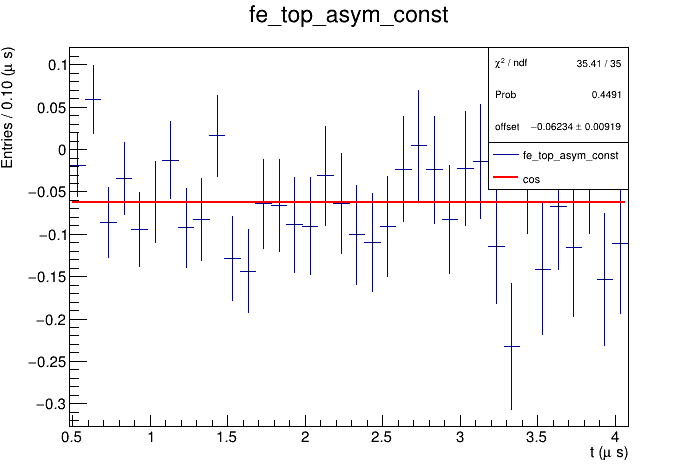 fe_top_asym_const
Entries / 0.10 (μ s)
χ² / ndf 35.41 / 35
Prob 0.4491
offset −0.06234 ± 0.00919
fe_top_asym_const
cos
0.1
0.05
0
−0.05
−0.1
−0.15
−0.2
−0.25
−0.3
0.5 1 1.5 2 2.5 3 3.5 4
t (μ s)